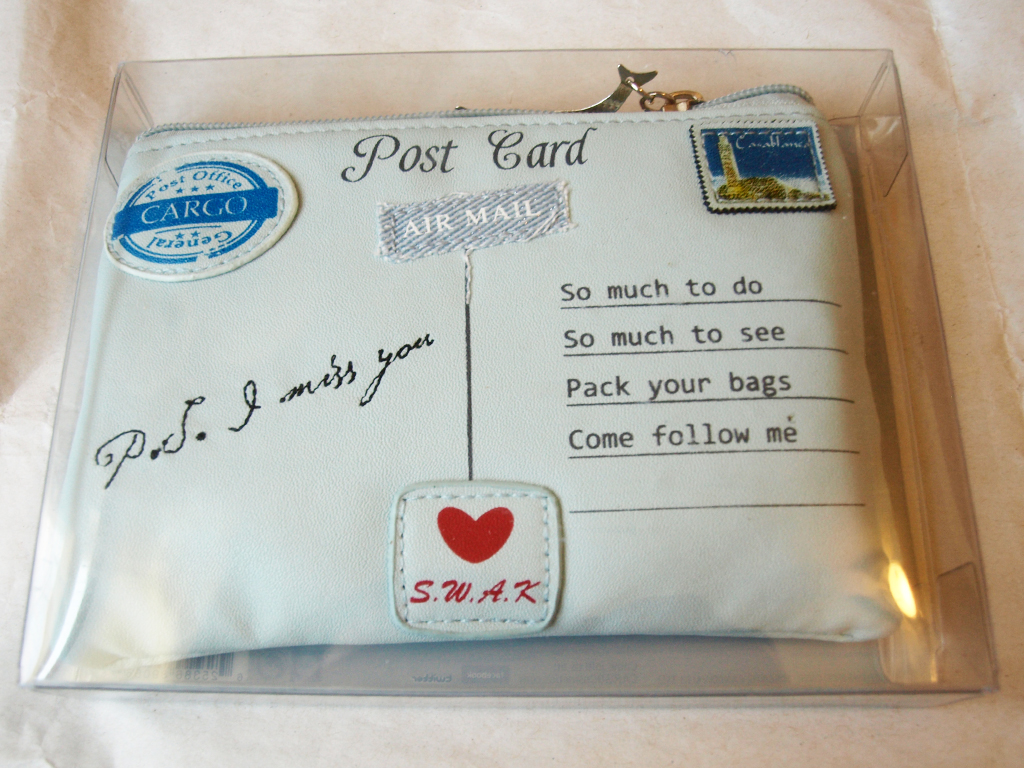 Post Card
Post Office
CARGO
General
AIR MAIL
Casablanca
So much to do
So much to see
Pack your bags
Come follow me
P.S. I miss you
S.W.A.K